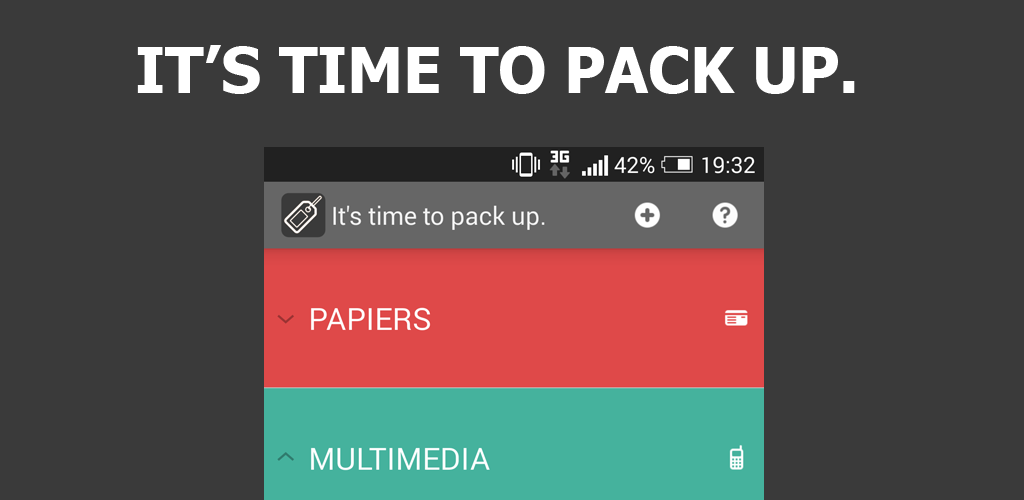 IT’S TIME TO PACK UP.
3G 42% 19:32
It's time to pack up.
PAPIERS
MULTIMEDIA